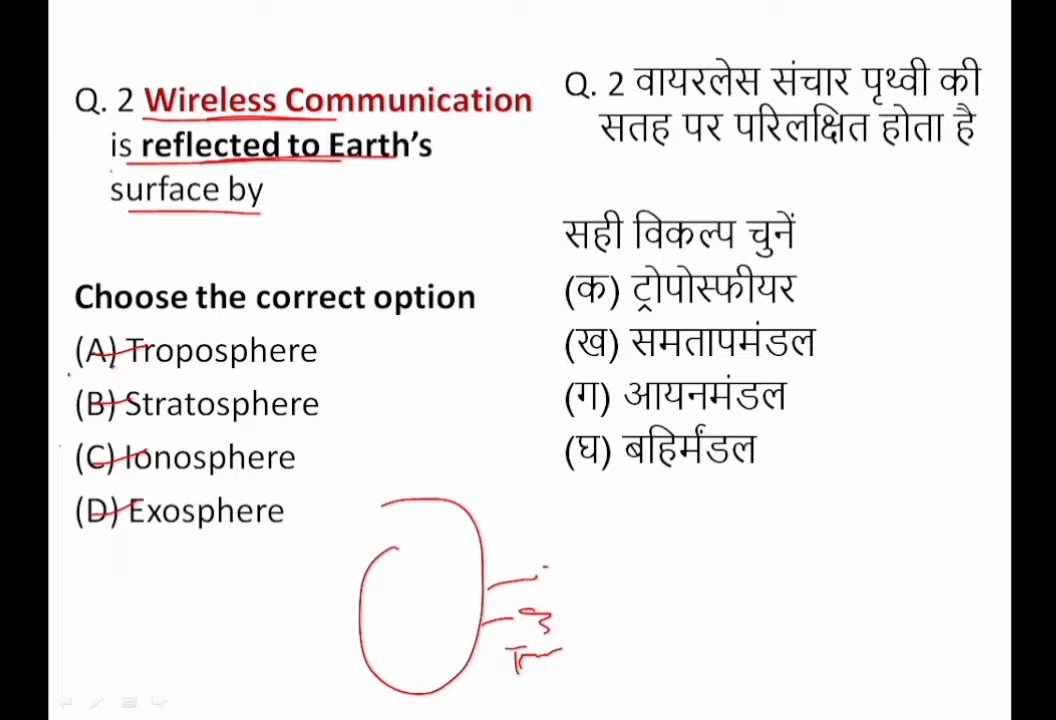 Q. 2 Wireless Communication
is reflected to Earth's
surface by
Choose the correct option
(A) Troposphere
(B) Stratosphere
(C) Ionosphere
(D) Exosphere
Q. 2 वायरलेस संचार पृथ्वी की
सतह पर परिलक्षित होता है
सही विकल्प चुनें
(क) ट्रोपोस्फीयर
(ख) समतापमंडल
(ग) आयनमंडल
(घ) बहिर्मंडल